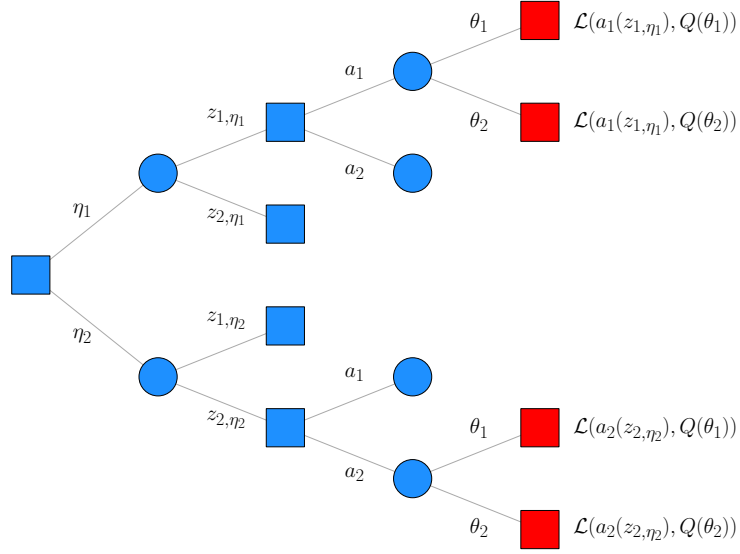 θ₁ 𝓛(a₁(z₁,η₁), Q(θ₁))
a₁
z₁,η₁
θ₂ 𝓛(a₁(z₁,η₁), Q(θ₂))
a₂
η₁
z₂,η₁
z₁,η₂
η₂
a₁
z₂,η₂
θ₁ 𝓛(a₂(z₂,η₂), Q(θ₁))
a₂
θ₂ 𝓛(a₂(z₂,η₂), Q(θ₂))